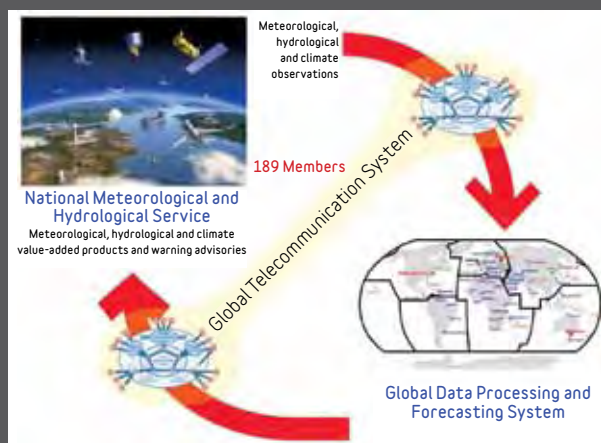 Meteorological,
hydrological
and climate
observations
189 Members
National Meteorological and
Hydrological Service
Meteorological, hydrological and climate
value-added products and warning advisories
Global Telecommunication System
Global Data Processing and
Forecasting System